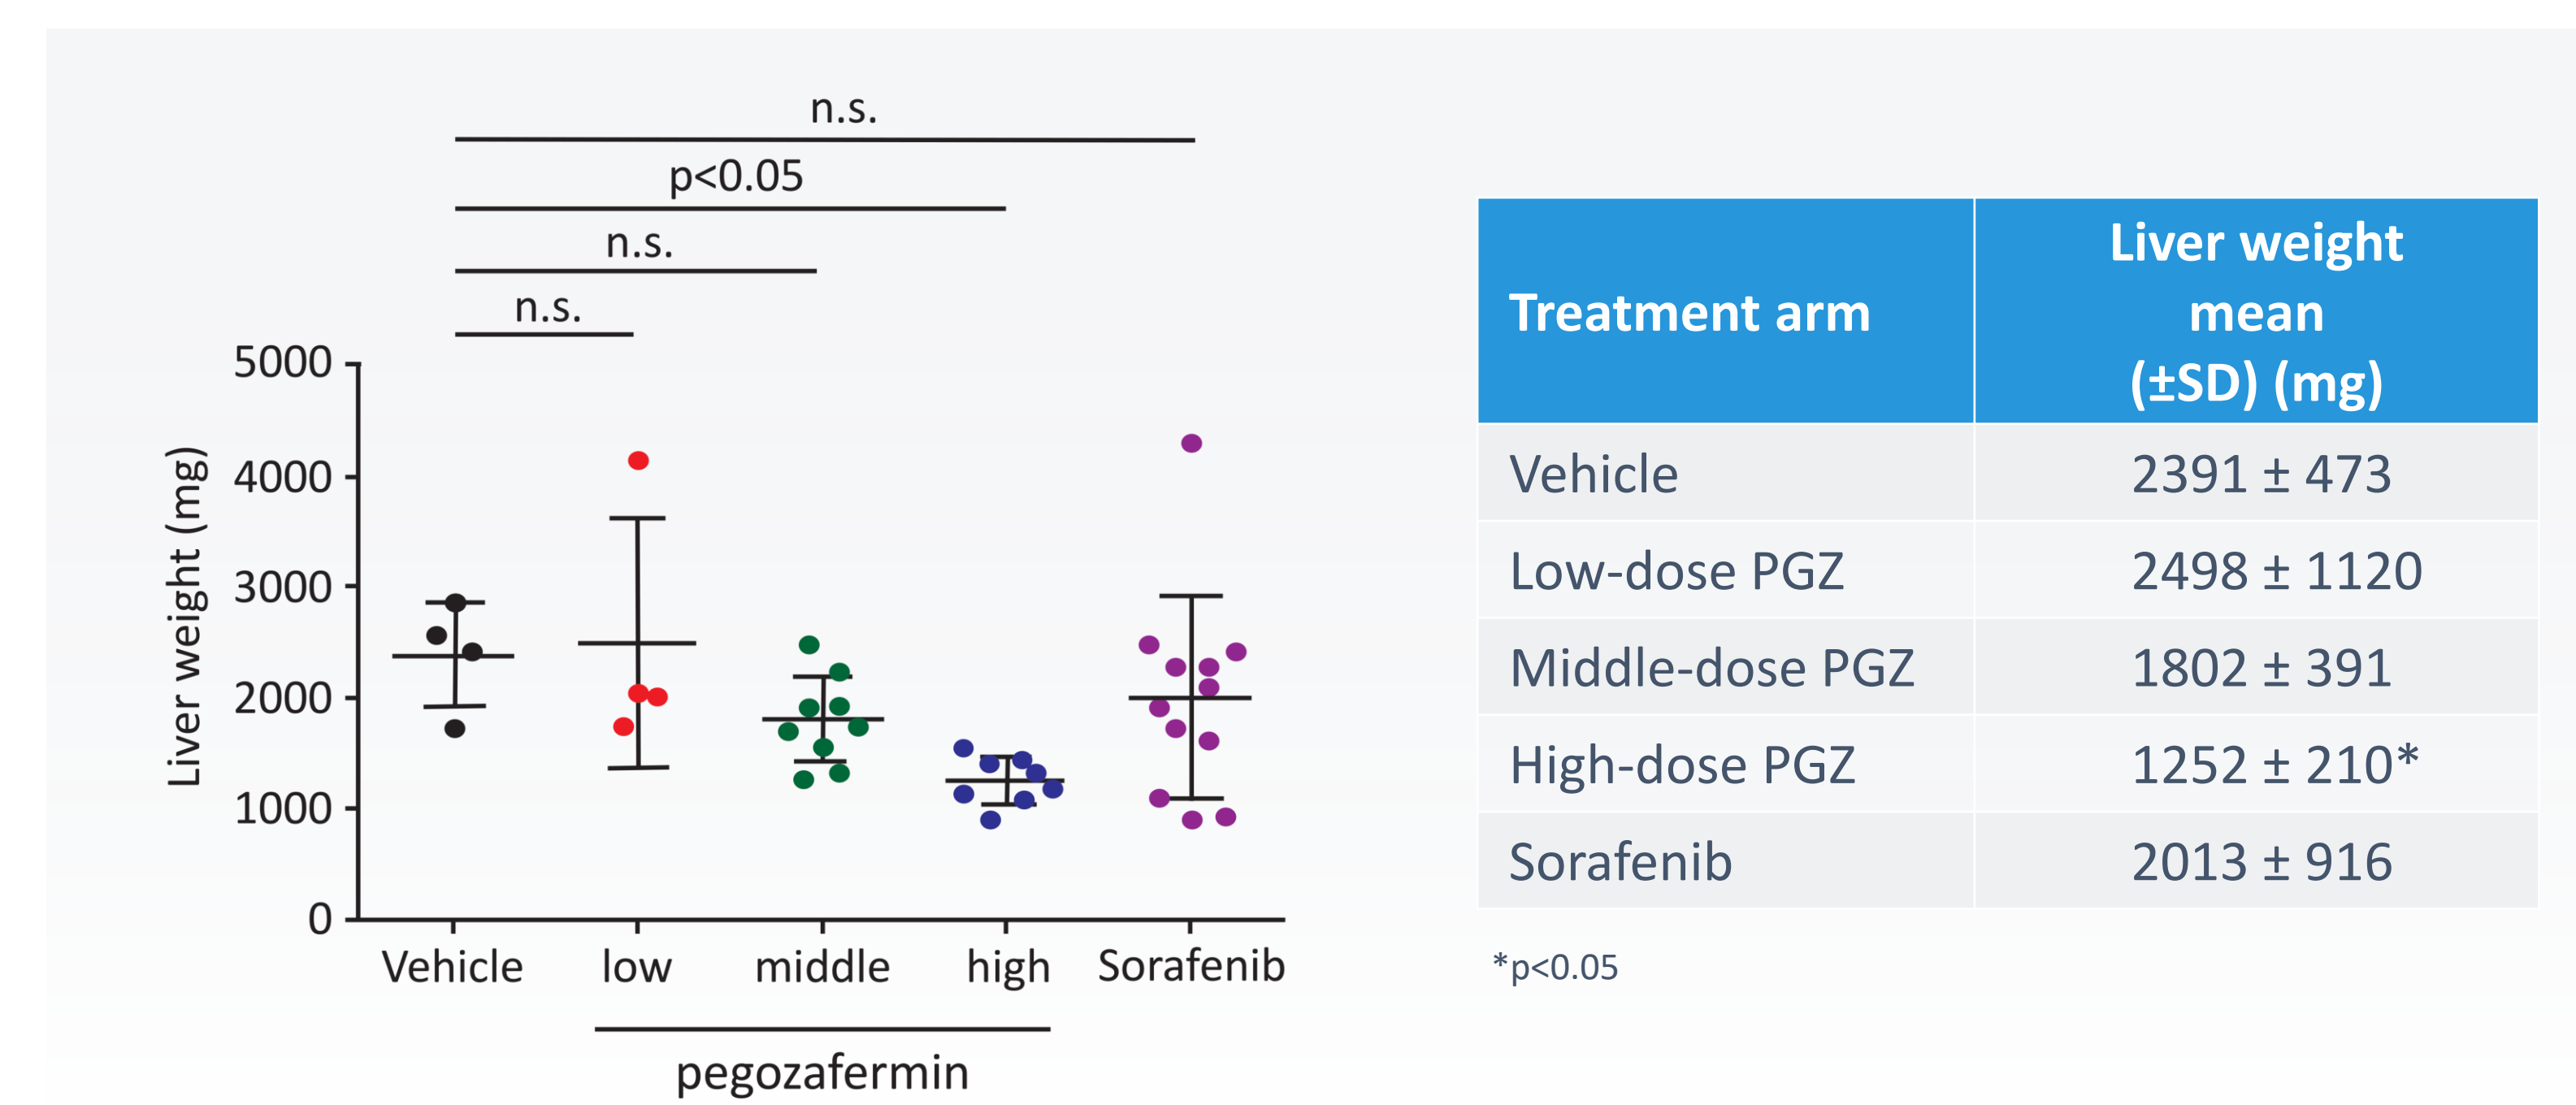 n.s.
p<0.05
n.s.
n.s.
5000
4000
3000
2000
1000
0
Liver weight (mg)
Vehicle
low
middle
high
Sorafenib
pegozafermin
Treatment arm
Liver weight
mean
(±SD) (mg)
Vehicle
2391 ± 473
Low-dose PGZ
2498 ± 1120
Middle-dose PGZ
1802 ± 391
High-dose PGZ
1252 ± 210*
Sorafenib
2013 ± 916
*p<0.05